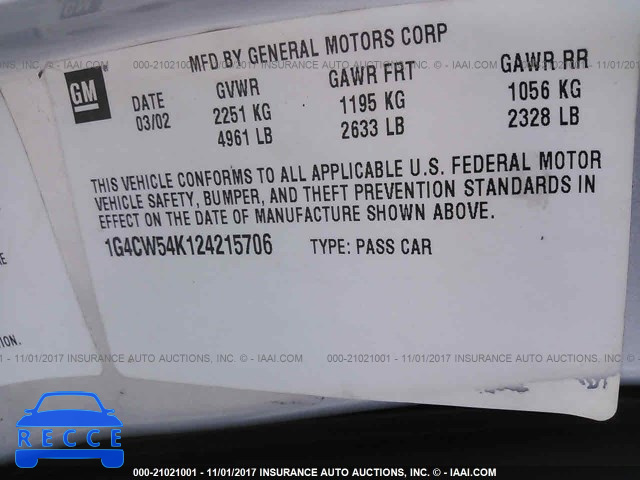 000-21021001 - 11/01/2017 INSURANCE AUTO AUCTIONS, INC. © - IAAI.COM
MFD BY GENERAL MOTORS CORP
GM
DATE GVWR GAWR FRT GAWR RR
03/02 2251 KG 1195 KG 1056 KG
4961 LB 2633 LB 2328 LB
THIS VEHICLE CONFORMS TO ALL APPLICABLE U.S. FEDERAL MOTOR
VEHICLE SAFETY, BUMPER, AND THEFT PREVENTION STANDARDS IN
EFFECT ON THE DATE OF MANUFACTURE SHOWN ABOVE.
1G4CW54K124215706 TYPE: PASS CAR
TION.
INSURANCE AUTO AUCTIONS, INC. © - IAAI.COM
000-21021001 - 11/01/2017 INSURANCE AUTO AUCTIONS,
RECCE
000-21021001 - 11/01/2017 INSURANCE AUTO AUCTIONS, INC. © - IAAI.COM